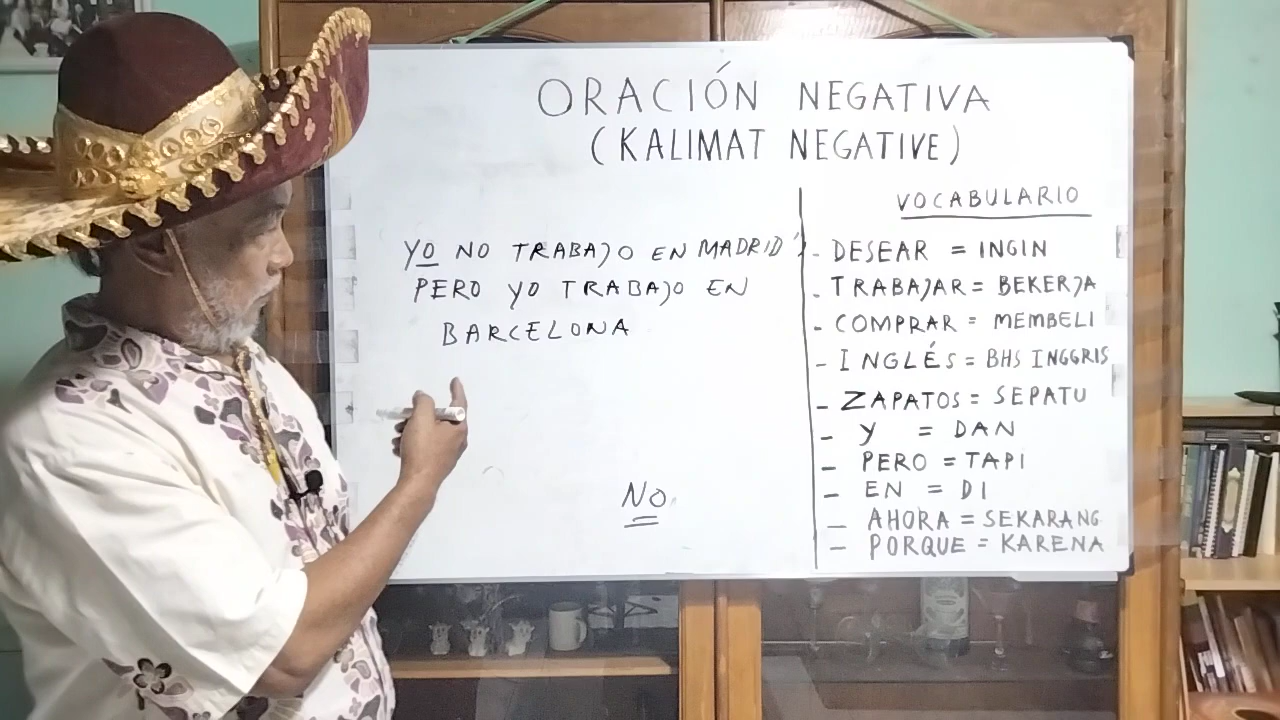 ORACIÓN NEGATIVA
(KALIMAT NEGATIVE)
YO NO TRABAJO EN MADRID
PERO YO TRABAJO EN
BARCELONA
NO
VOCABULARIO
- DESEAR = INGIN
- TRABAJAR = BEKERJA
- COMPRAR = MEMBELI
- INGLÉS = BHS INGGRIS
- ZAPATOS = SEPATU
- Y = DAN
- PERO = TAPI
- EN = DI
- AHORA = SEKARANG
- PORQUE = KARENA